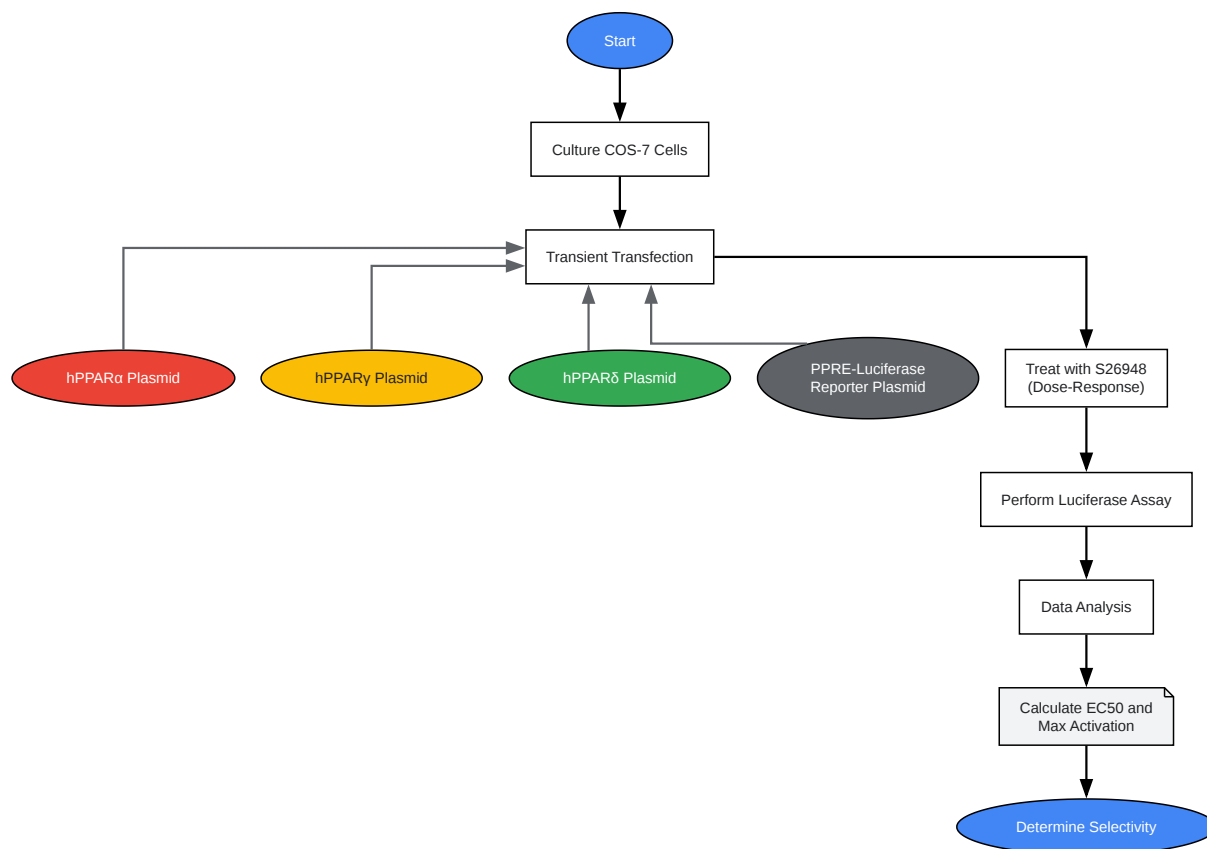 Start
Culture COS-7 Cells
Transient Transfection
hPPARα Plasmid
hPPARγ Plasmid
hPPARδ Plasmid
PPRE-Luciferase
Reporter Plasmid
Treat with S26948
(Dose-Response)
Perform Luciferase Assay
Data Analysis
Calculate EC50 and
Max Activation
Determine Selectivity